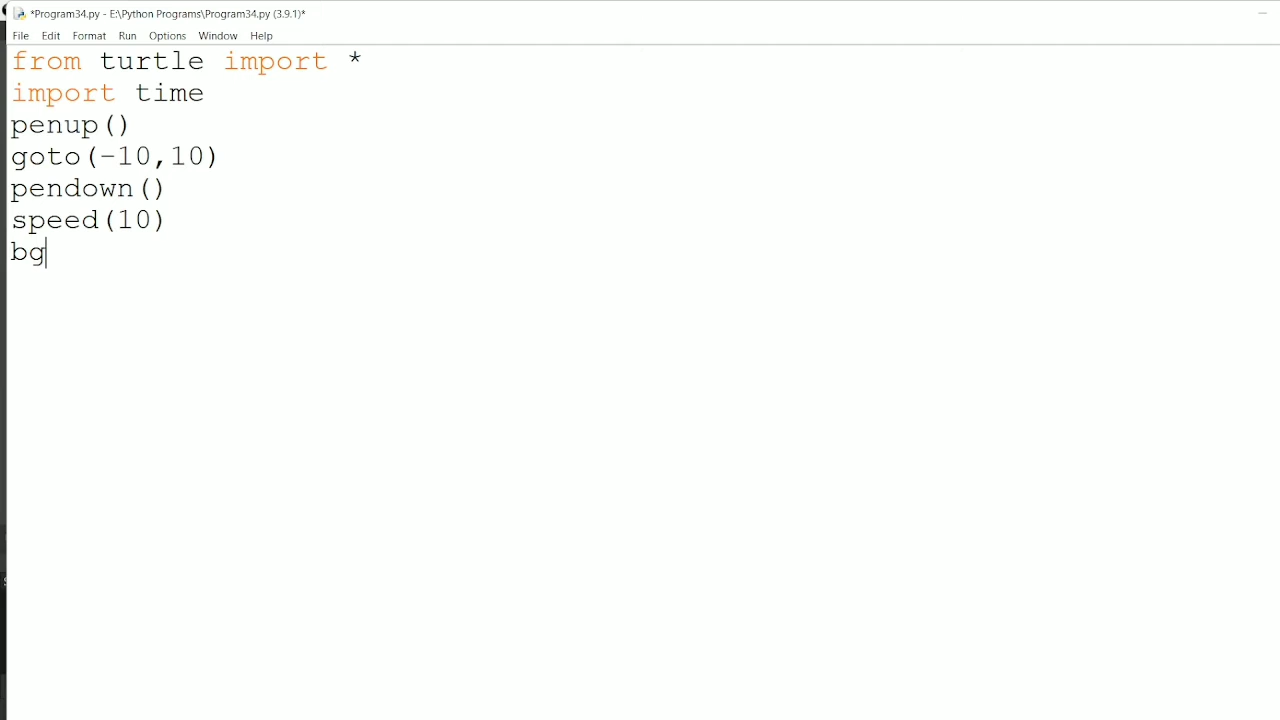 *Program34.py - E:\Python Programs\Program34.py (3.9.1)*
File Edit Format Run Options Window Help
from turtle import *
import time
penup()
goto(-10,10)
pendown()
speed(10)
bg